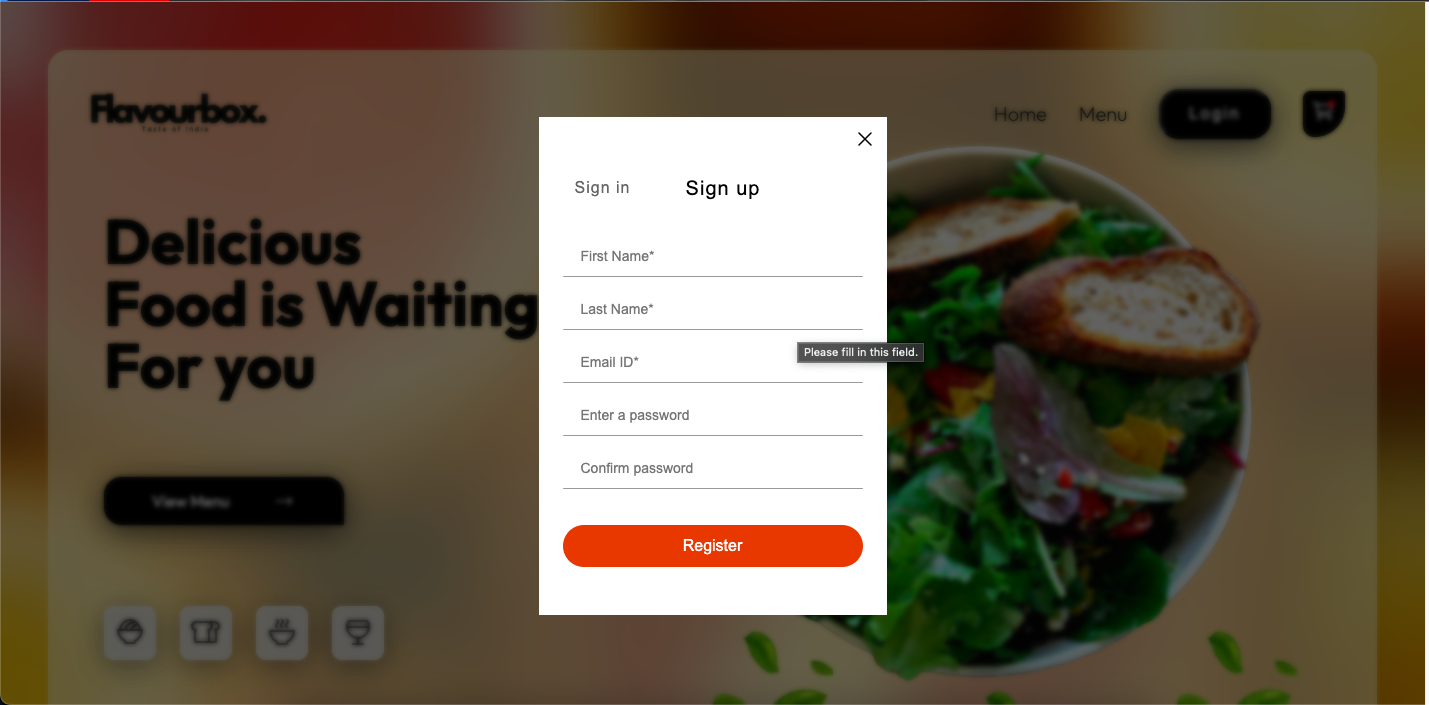 Flavourbox.
Taste of India
Home
Menu
Login
Delicious
Food is Waiting
For you
View Menu
Sign in
Sign up
First Name*
Last Name*
Please fill in this field.
Email ID*
Enter a password
Confirm password
Register